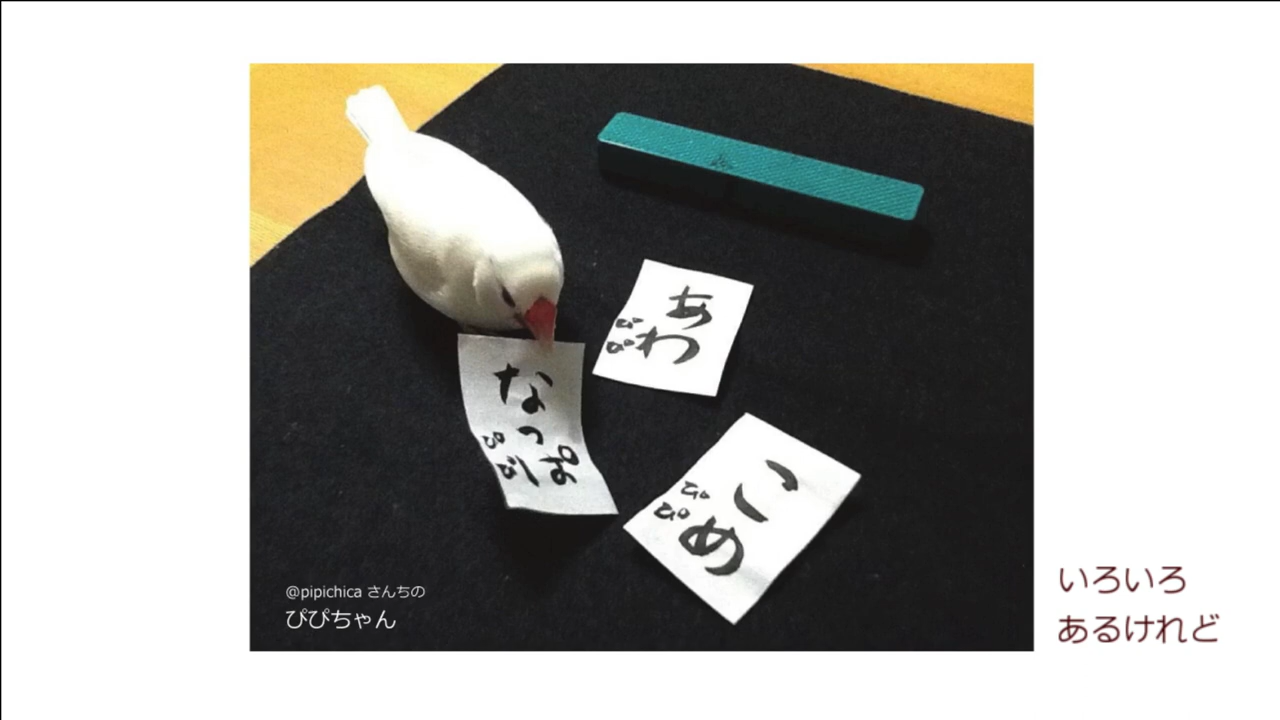 あわ
ぴぴ
なっぱ
ぴぴ
こめ
ぴぴ
@pipichica さんちの
ぴぴちゃん
いろいろ
あるけれど